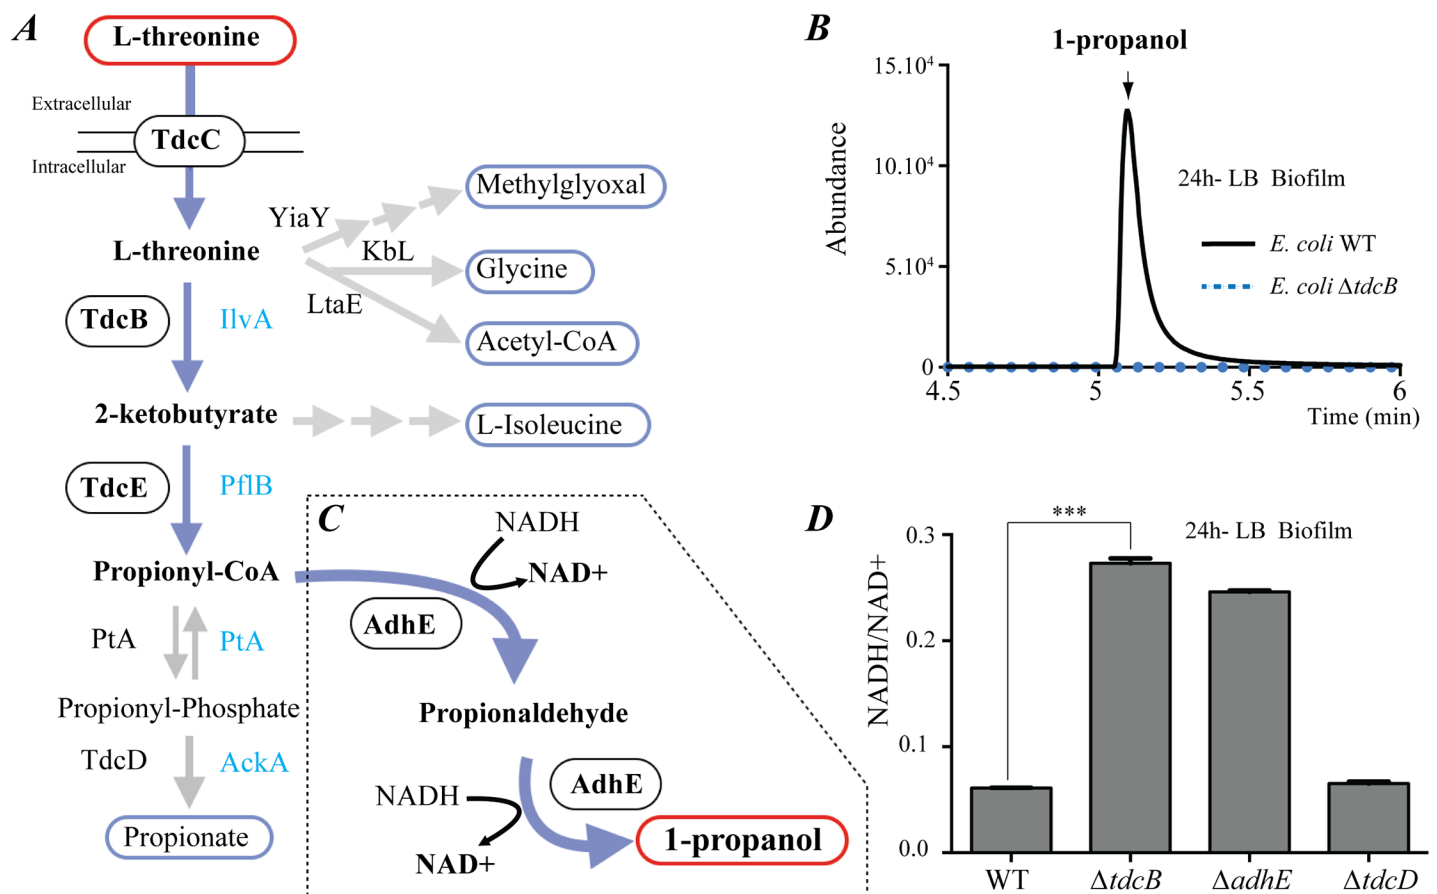 A
L-threonine
Extracellular
TdcC
Intracellular
L-threonine
YiaY
KbL
LtaE
Methylglyoxal
Glycine
Acetyl-CoA
TdcB
IlvA
2-ketobutyrate
L-Isoleucine
TdcE
PflB
Propionyl-CoA
PtA
PtA
Propionyl-Phosphate
TdcD
AckA
Propionate
B
1-propanol
Abundance
15.10⁴
10.10⁴
5.10⁴
0
4.5
5
5.5
6
Time (min)
24h- LB Biofilm
E. coli WT
E. coli ΔtdcB
C
NADH
NAD+
AdhE
Propionaldehyde
NADH
AdhE
NAD+
1-propanol
D
***
24h- LB Biofilm
NADH/NAD+
0.3
0.2
0.1
0.0
WT
ΔtdcB
ΔadhE
ΔtdcD